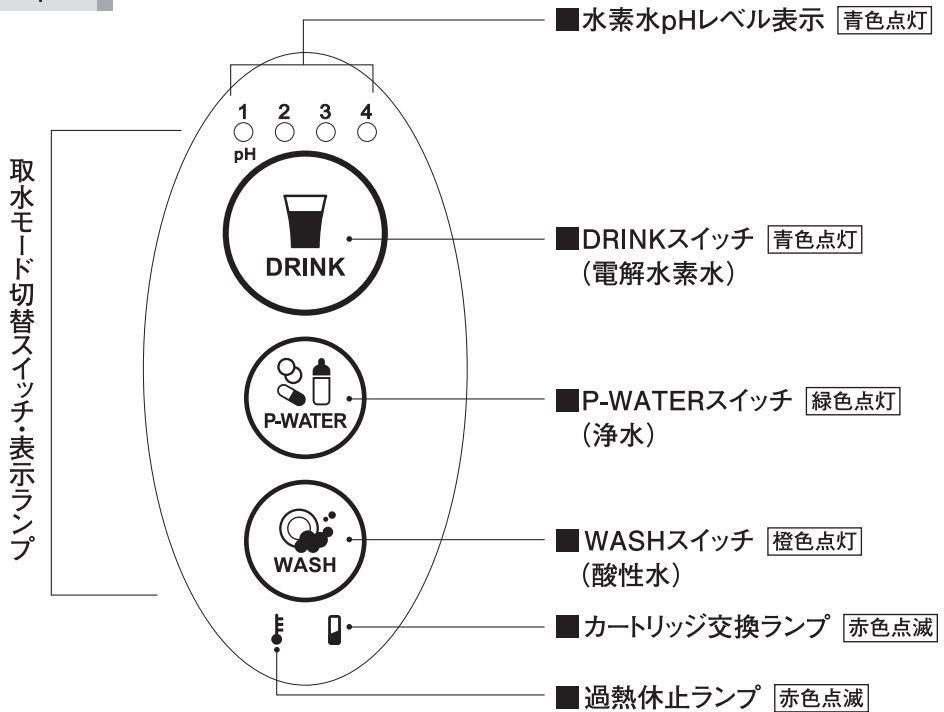 ■水素水pHレベル表示 青色点灯
1 2 3 4
pH
取水モード切替スイッチ・表示ランプ
DRINK
■DRINKスイッチ 青色点灯
(電解水素水)
P-WATER
■P-WATERスイッチ 緑色点灯
(浄水)
WASH
■WASHスイッチ 橙色点灯
(酸性水)
■カートリッジ交換ランプ 赤色点滅
■過熱休止ランプ 赤色点滅